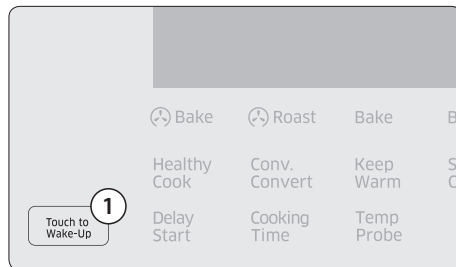 Bake Roast Bake
Healthy Cook
Conv. Convert
Keep Warm
1
Touch to Wake-Up
Delay Start
Cooking Time
Temp Probe